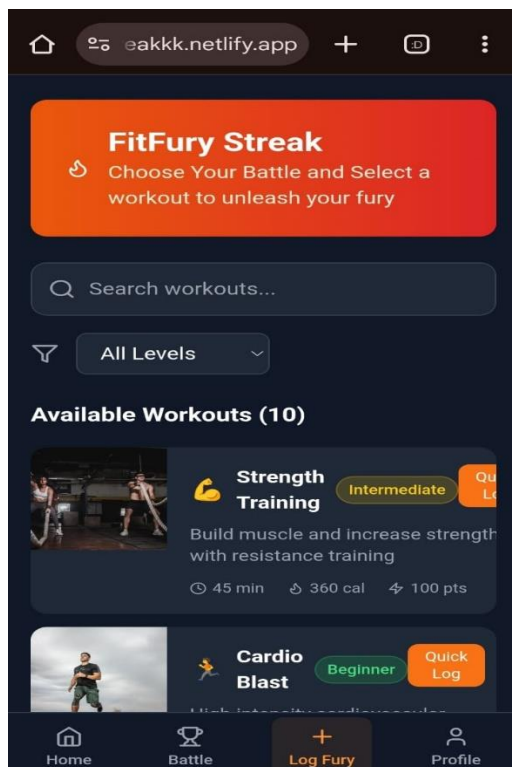 eakkk.netlify.app
FitFury Streak
Choose Your Battle and Select a
workout to unleash your fury
Search workouts...
All Levels
Available Workouts (10)
Strength
Training
Intermediate
Build muscle and increase strength
with resistance training
45 min 360 cal 100 pts
Cardio
Blast
Beginner
Quick
Log
Home Battle Log Fury Profile